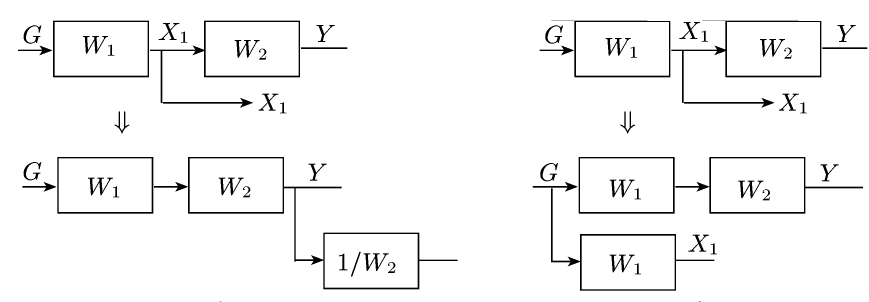 G W₁ X₁ W₂ Y
X₁
⇓
G W₁ W₂ Y
1/W₂
G W₁ X₁ W₂ Y
X₁
⇓
G W₁ W₂ Y
W₁ X₁